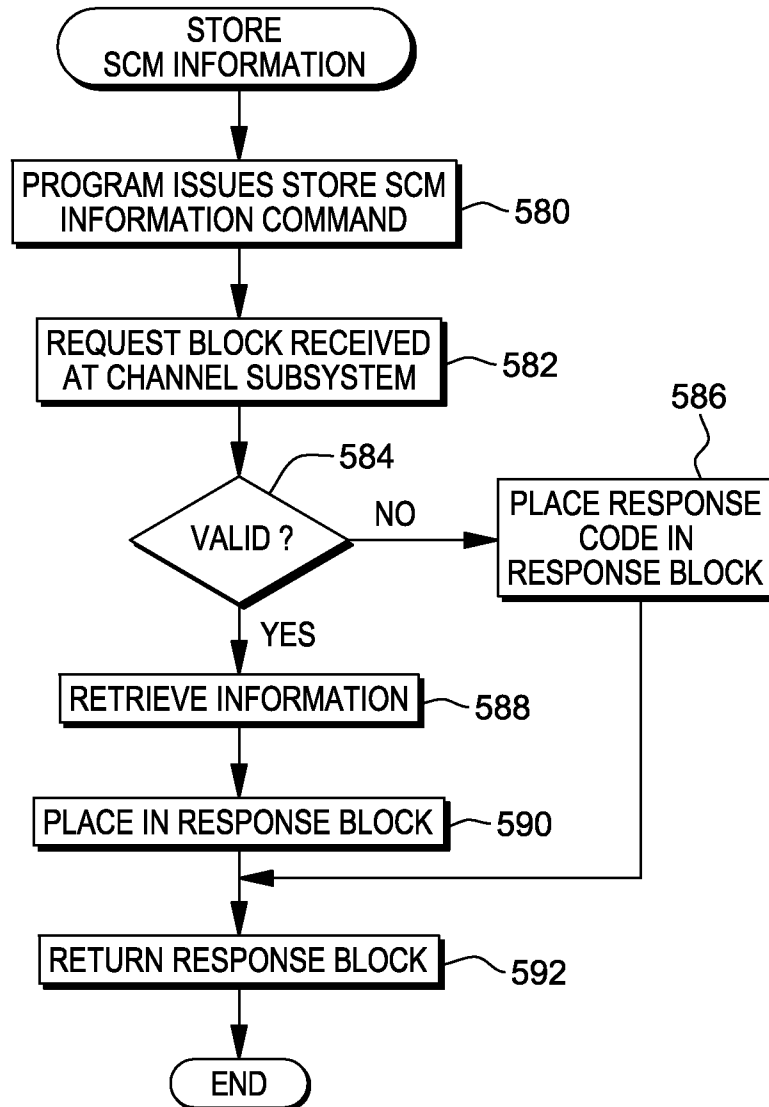 STORE
SCM INFORMATION
PROGRAM ISSUES STORE SCM
INFORMATION COMMAND
580
REQUEST BLOCK RECEIVED
AT CHANNEL SUBSYSTEM
582
584
VALID ?
NO
586
PLACE RESPONSE
CODE IN
RESPONSE BLOCK
YES
RETRIEVE INFORMATION
588
PLACE IN RESPONSE BLOCK
590
RETURN RESPONSE BLOCK
592
END